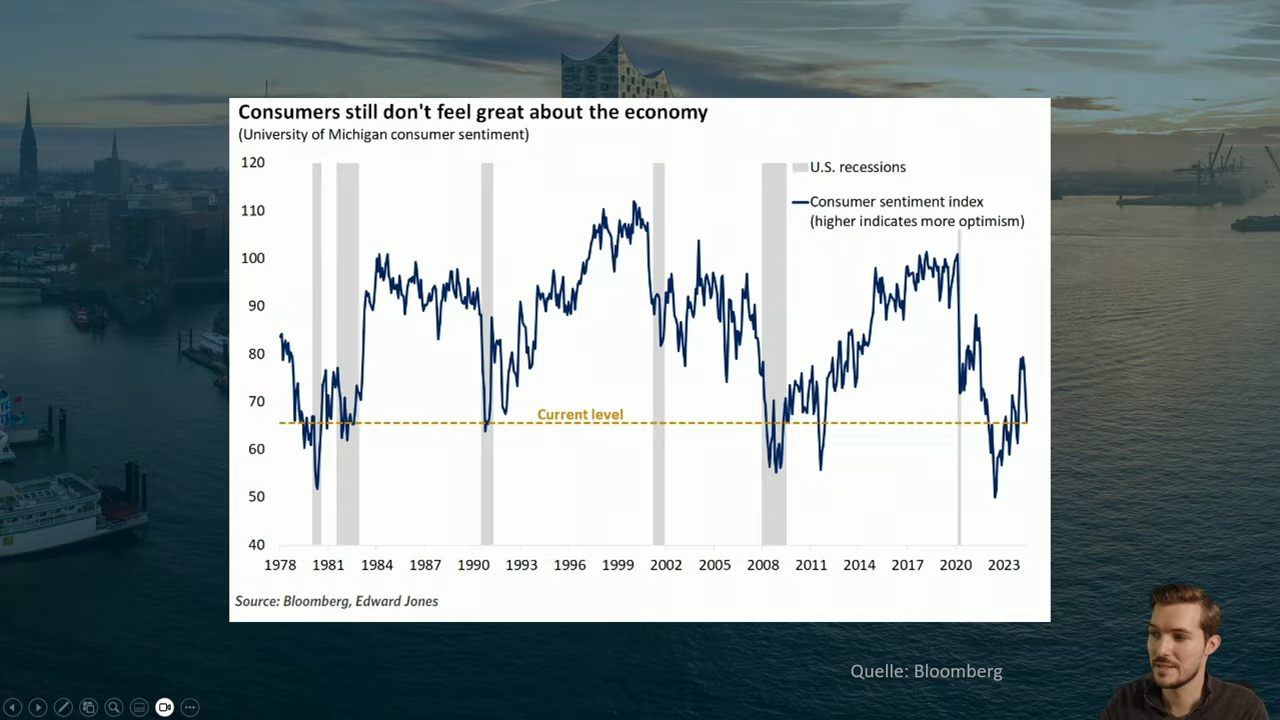 Consumers still don't feel great about the economy
(University of Michigan consumer sentiment)
120
110
100
90
80
70
60
50
40
U.S. recessions
Consumer sentiment index
(higher indicates more optimism)
Current level
1978 1981 1984 1987 1990 1993 1996 1999 2002 2005 2008 2011 2014 2017 2020 2023
Source: Bloomberg, Edward Jones
Quelle: Bloomberg